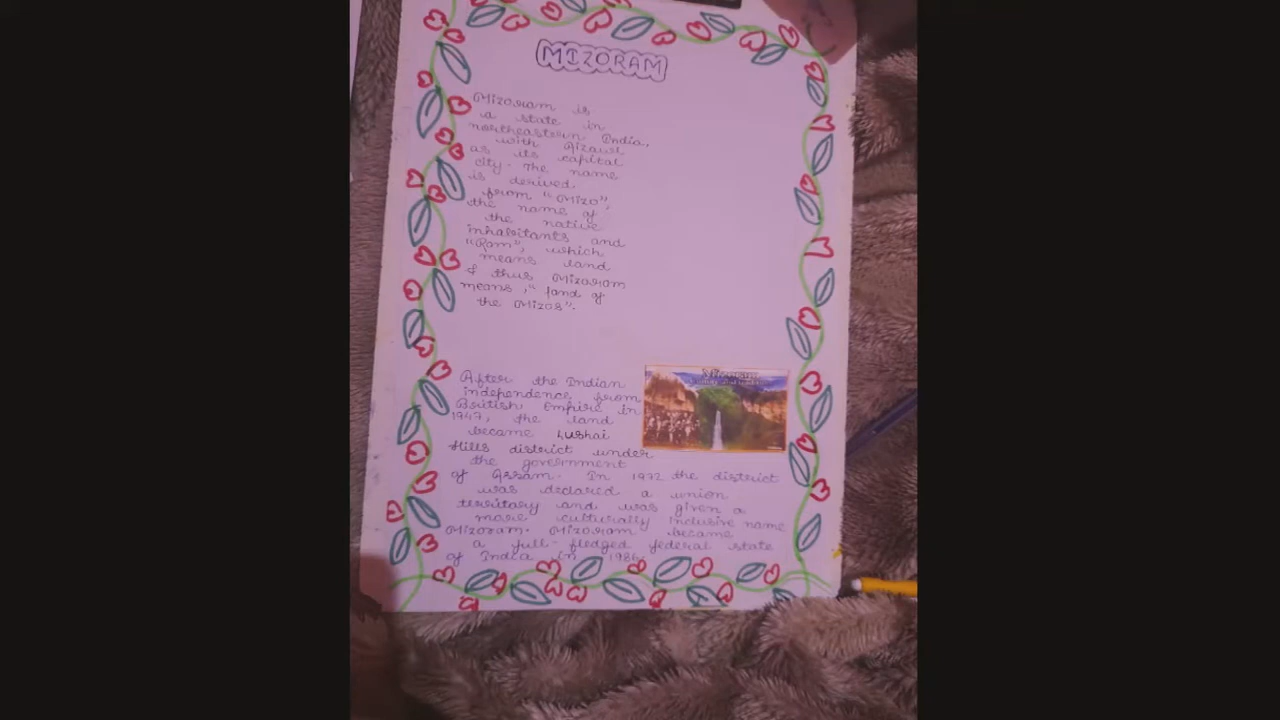 MIZORAM
Mizoram is
a state in
northeastern India,
with Aizawl
as its capital
city. The name
is derived
from "Mizo",
the name of
the native
inhabitants and
"Ram", which
means land
& thus Mizoram
means, "land of
the Mizos".
After the Indian
independence from
British Empire in
1947, the land
became Lushai
Hills district under
the government
of Assam. In 1972 the district
was declared a union
territory and was given a
more culturally inclusive name
Mizoram. Mizoram became
a full-fledged federal state
of India in 1986.
Mizoram